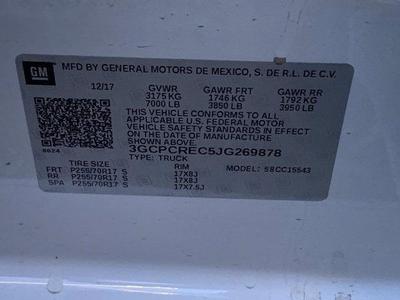 GM
MFD BY GENERAL MOTORS DE MEXICO, S. DE R.L. DE C.V.
12/17 GVWR GAWR FRT GAWR RR
3175 KG 1746 KG 1792 KG
7000 LB 3850 LB 3950 LB
THIS VEHICLE CONFORMS TO ALL
APPLICABLE U.S. FEDERAL MOTOR
VEHICLE SAFETY STANDARDS IN EFFECT
ON THE DATE OF MANUFACTURE
SHOWN ABOVE.
3GCPCREC5JG269878
8624 TYPE: TRUCK
TIRE SIZE RIM 58CC15543
FRT P255/70R17 S 17X8J
RR P255/70R17 S 17X8J
SPA P255/70R17 S 17X7.5J